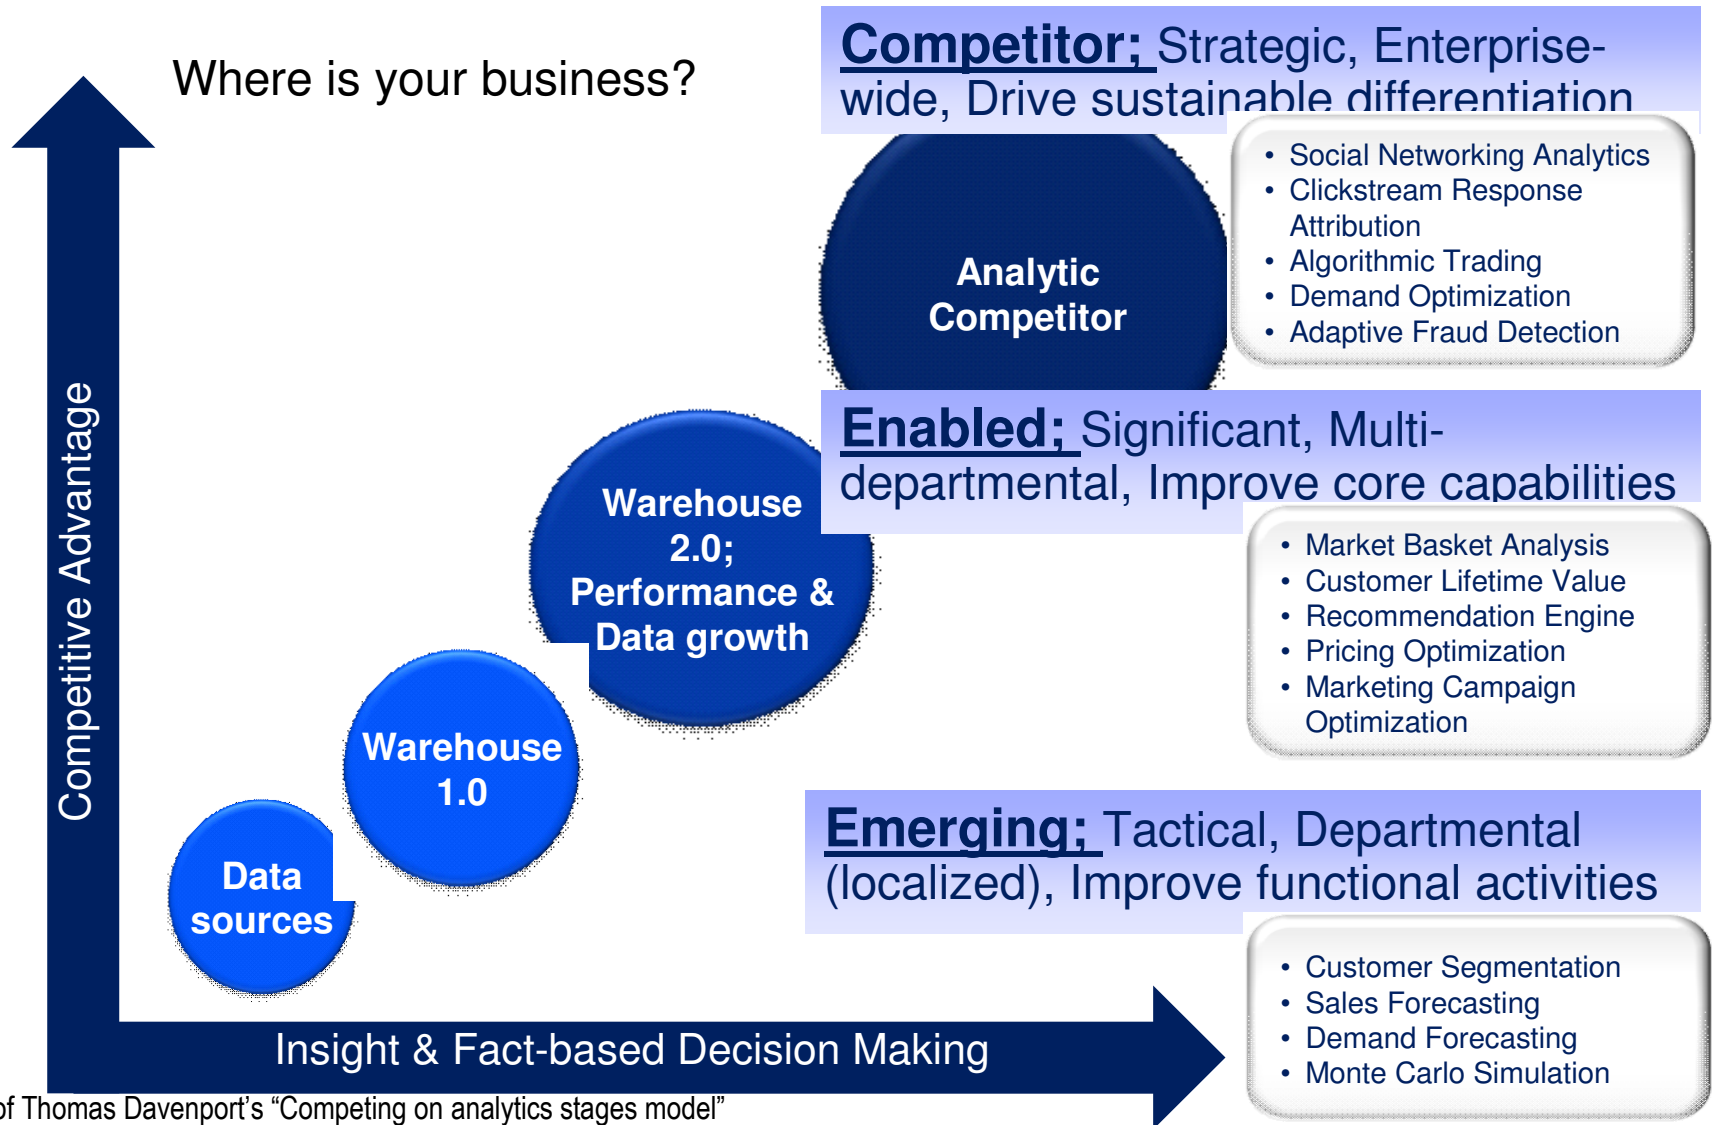 Where is your business?
Competitor; Strategic, Enterprise-
wide, Drive sustainable differentiation
• Social Networking Analytics
• Clickstream Response
Attribution
• Algorithmic Trading
• Demand Optimization
• Adaptive Fraud Detection
Analytic
Competitor
Enabled; Significant, Multi-
departmental, Improve core capabilities
• Market Basket Analysis
• Customer Lifetime Value
• Recommendation Engine
• Pricing Optimization
• Marketing Campaign
Optimization
Warehouse
2.0;
Performance &
Data growth
Warehouse
1.0
Data
sources
Emerging; Tactical, Departmental
(localized), Improve functional activities
• Customer Segmentation
• Sales Forecasting
• Demand Forecasting
• Monte Carlo Simulation
Competitive Advantage
Insight & Fact-based Decision Making
of Thomas Davenport's “Competing on analytics stages model”